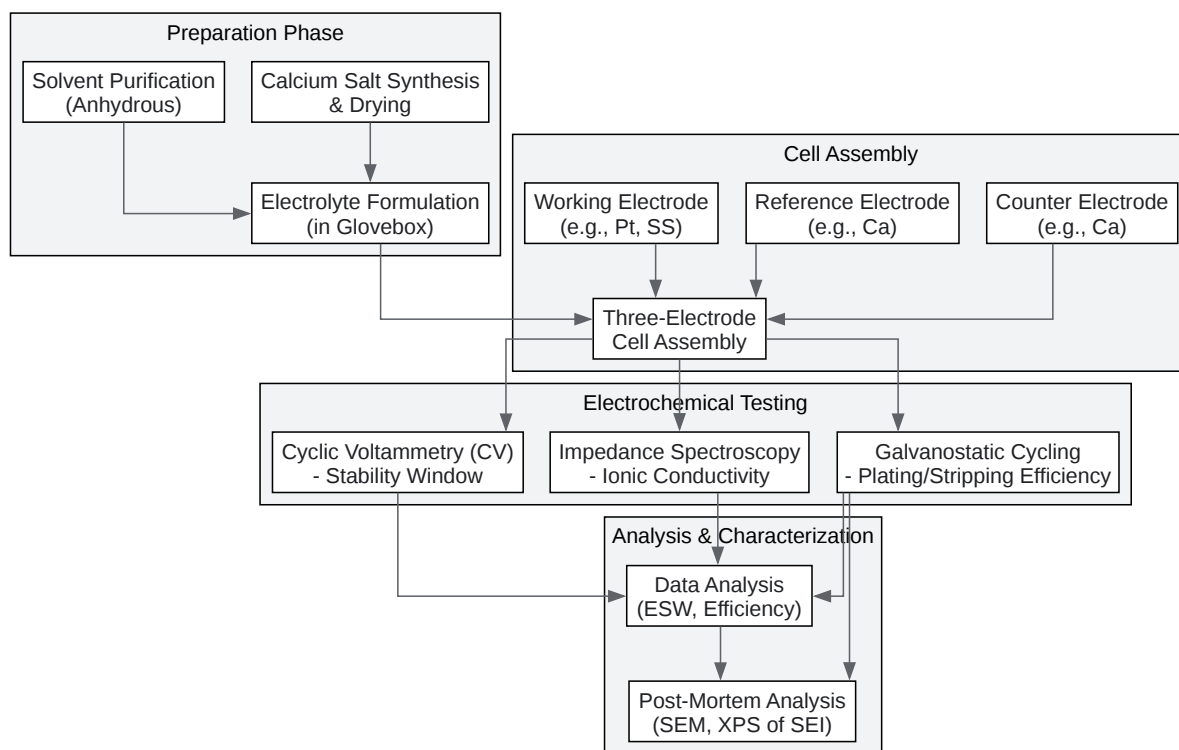 Preparation Phase
Solvent Purification
(Anhydrous)
Calcium Salt Synthesis
& Drying
Electrolyte Formulation
(in Glovebox)
Cell Assembly
Working Electrode
(e.g., Pt, SS)
Reference Electrode
(e.g., Ca)
Counter Electrode
(e.g., Ca)
Three-Electrode
Cell Assembly
Electrochemical Testing
Cyclic Voltammetry (CV)
- Stability Window
Impedance Spectroscopy
- Ionic Conductivity
Galvanostatic Cycling
- Plating/Stripping Efficiency
Analysis & Characterization
Data Analysis
(ESW, Efficiency)
Post-Mortem Analysis
(SEM, XPS of SEI)